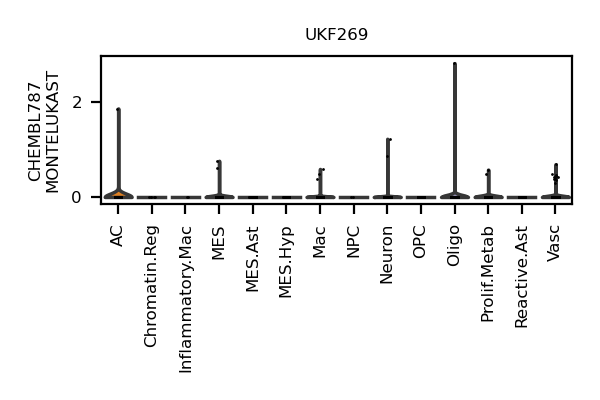 UKF269
CHEMBL787
MONTELUKAST
2
0
AC
Chromatin.Reg
Inflammatory.Mac
MES
MES.Ast
MES.Hyp
Mac
NPC
Neuron
OPC
Oligo
Prolif.Metab
Reactive.Ast
Vasc